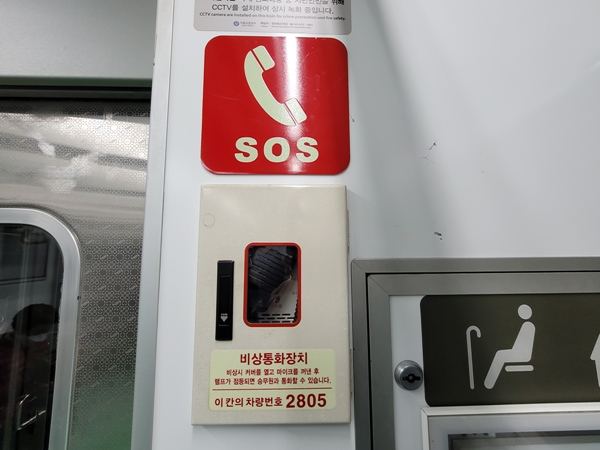 CCTV를 설치하여 상시 녹화 중입니다.
CCTV camera are installed on this train for crime prevention and fire safety.
SOS
비상통화장치
비상시 커버를 열고 마이크를 꺼낸 후
램프가 점등되면 승무원과 통화할 수 있습니다.
이 칸의 차량번호 2805